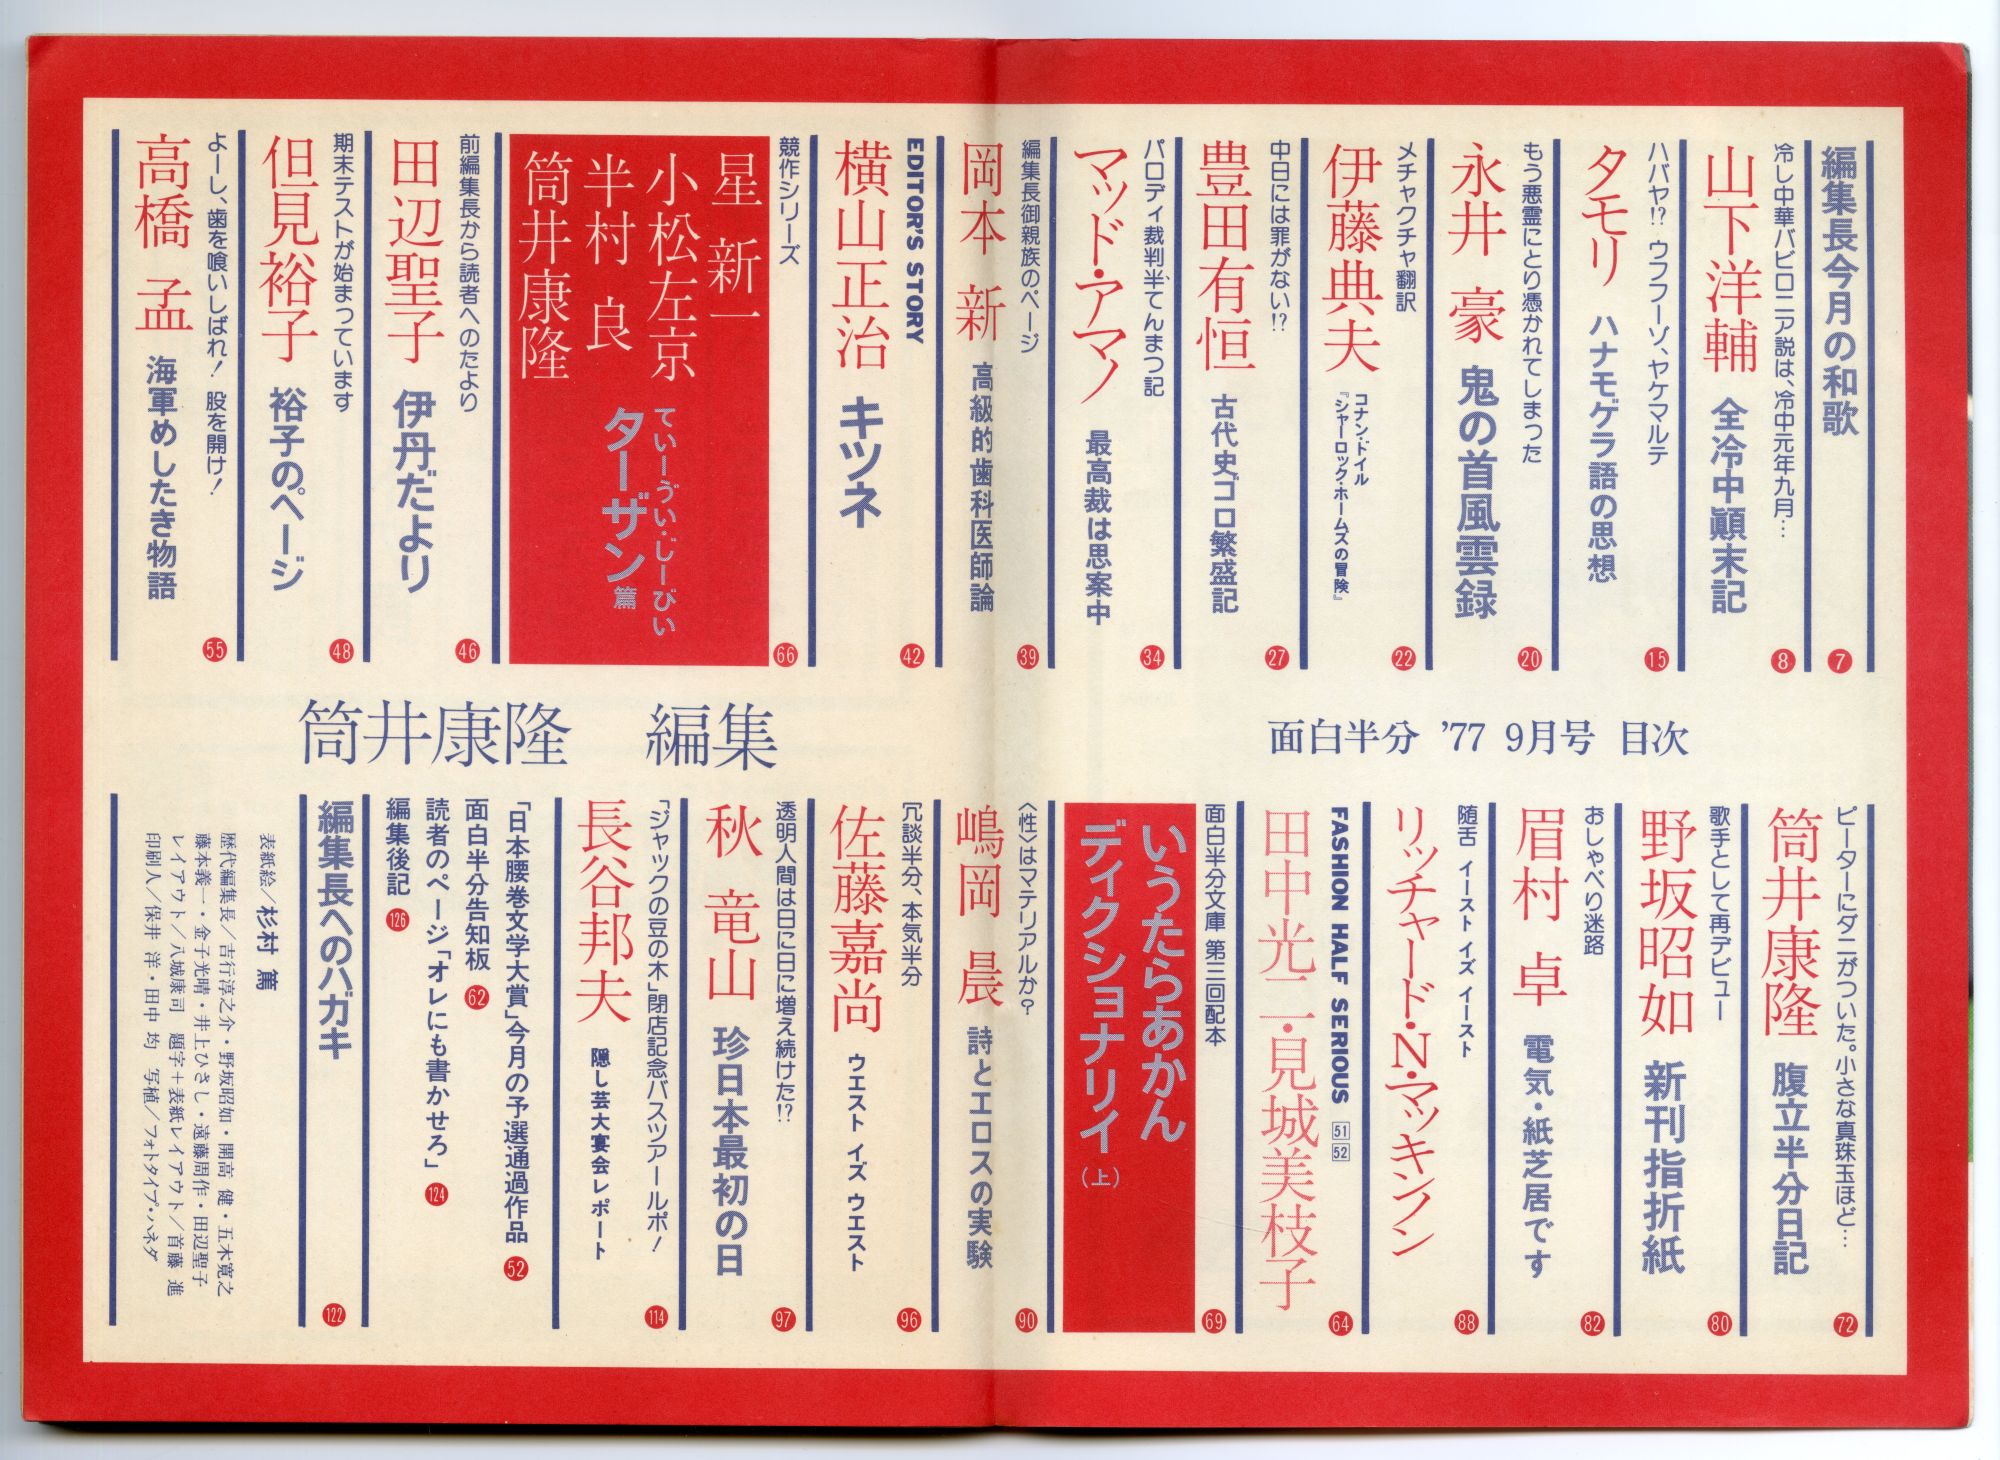 編集長今月の和歌
7
冷し中華バビロニア説は、冷中元年九月…
山下洋輔
全冷中顚末記
8
ハバヤ!? ウフフーゾ、ヤケマルテ
タモリ
ハナモゲラ語の思想
15
もう悪霊にとり憑かれてしまった
永井 豪
鬼の首風雲録
20
メチャクチャ翻訳
伊藤典夫
コナン・ドイル
『シャーロック・ホームズの冒険』
22
中日には罪がない!?
豊田有恒
古代史ゴロ繁盛記
27
パロディ裁判半てんまつ記
マッド・アマノ
最高裁は思案中
34
編集長御親族のページ
岡本 新
高級的歯科医師論
39
EDITOR'S STORY
横山正治
キツネ
42
競作シリーズ
星 新一
小松左京
半村 良
筒井康隆
てぃーうぃ・じーびぃ
ターザン篇
66
前編集長から読者へのたより
田辺聖子
伊丹だより
46
期末テストが始まっています
但見裕子
裕子のページ
48
よーし、歯を喰いしばれ! 股を開け!
高橋 孟
海軍めしたき物語
55
面白半分 '77 9月号 目次
筒井康隆 編集
ピーターにダニがついた。小さな真珠玉ほど…
筒井康隆
腹立半分日記
72
歌手として再デビュー
野坂昭如
新刊指折紙
80
おしゃべり迷路
眉村 卓
電気・紙芝居です
82
随舌 イースト イズ イースト
リッチャード・N・マッキンノン
88
FASHION HALF SERIOUS 51 52
田中光二・見城美枝子
64
面白半分文庫 第三回配本
いうたらあかん
ディクショナリイ(上)
69
〈性〉はマテリアルか?
嶋岡 晨
詩とエロスの実験
90
冗談半分、本気半分
佐藤嘉尚
ウエスト イズ ウエスト
96
透明人間は日に日に増え続けた!?
秋 竜山
珍日本最初の日
97
「ジャックの豆の木」閉店記念バスツアールポ!
長谷邦夫
隠し芸大宴会レポート
114
「日本腰巻文学大賞」今月の予選通過作品 52
面白半分告知板 62
読者のページ「オレにも書かせろ」 124
編集後記 126
編集長へのハガキ
122
表紙絵／杉村 篤
歴代編集長／吉行淳之介・野坂昭如・開高 健・五木寛之
藤本義一・金子光晴・井上ひさし・遠藤周作・田辺聖子
レイアウト／八城康司 題字＋表紙レイアウト／首藤 進
印刷人／保井 洋・田中 均 写植／フォトタイプ・ハネダ